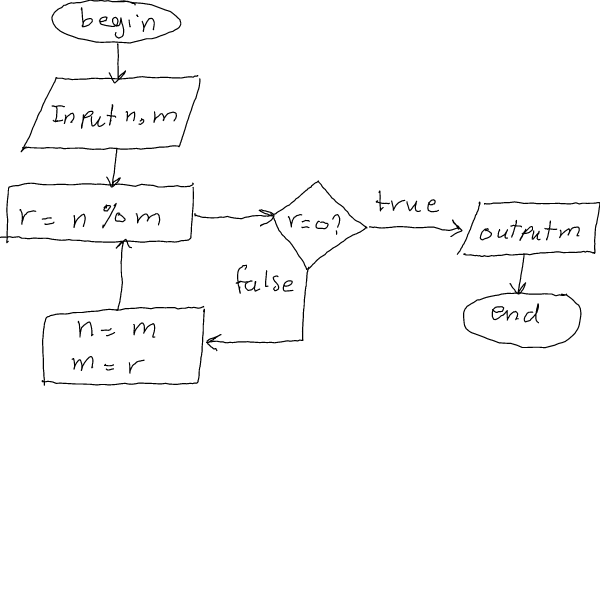 begin
Input n, m
r = n % m
r=0?
true
output m
end
false
n = m
m = r